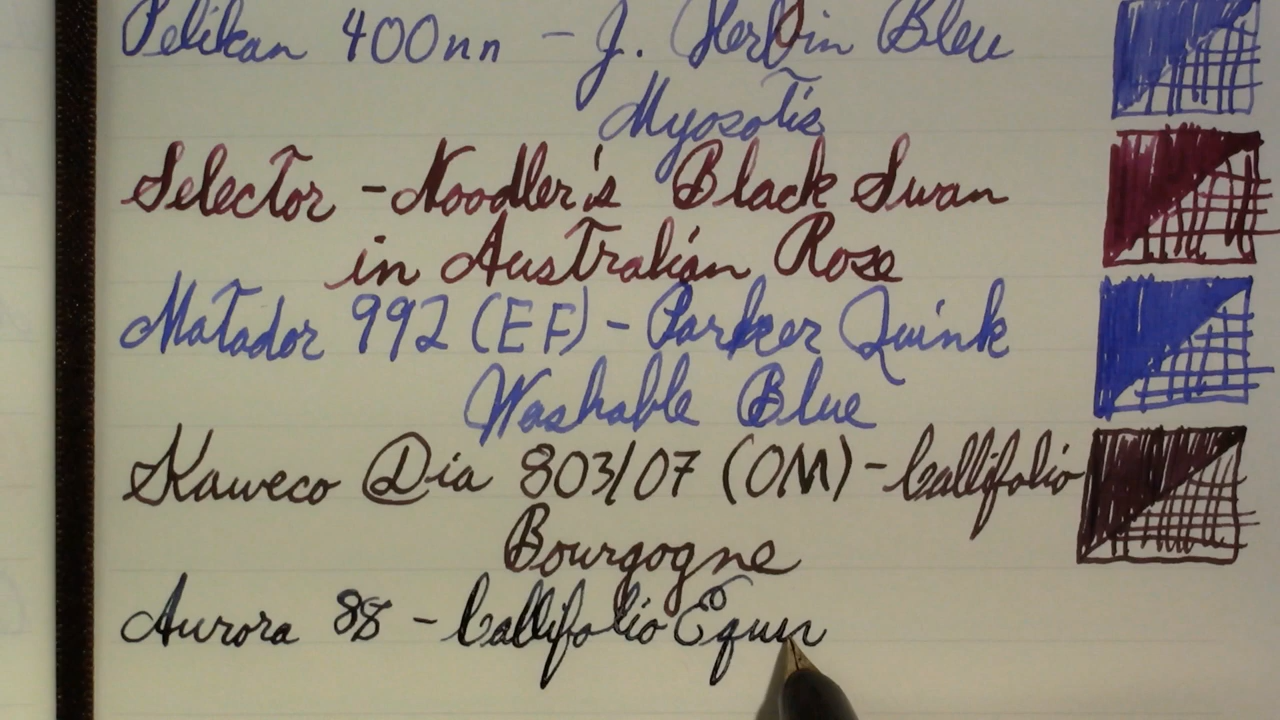 Pelikan 400nn - J. Herbin Bleu
Myosotis
Selector - Noodler's Black Swan
in Australian Rose
Matador 992 (EF) - Parker Quink
Washable Blue
Kaweco Dia 803/07 (OM) - Callifolio
Bourgogne
Aurora 88 - Callifolio Equin